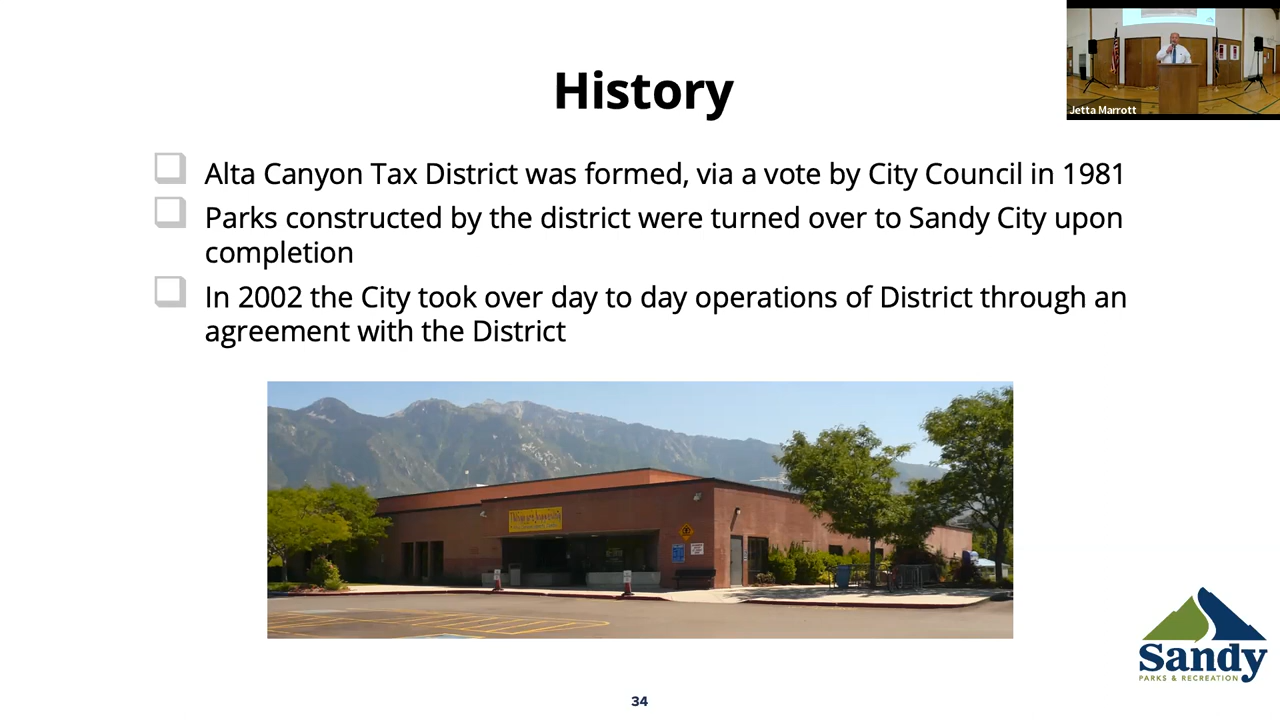 Jetta Marrott
History
Alta Canyon Tax District was formed, via a vote by City Council in 1981
Parks constructed by the district were turned over to Sandy City upon
completion
In 2002 the City took over day to day operations of District through an
agreement with the District
Sandy
PARKS & RECREATION
34